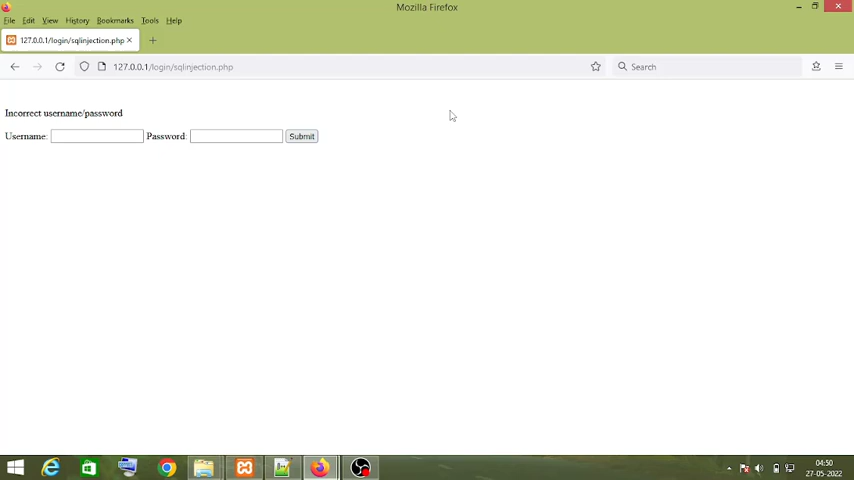 Mozilla Firefox
File Edit View History Bookmarks Tools Help
127.0.0.1/login/sqlinjection.php
127.0.0.1/login/sqlinjection.php
Search
Incorrect username/password
Username: Password: Submit
04:50
27-05-2022